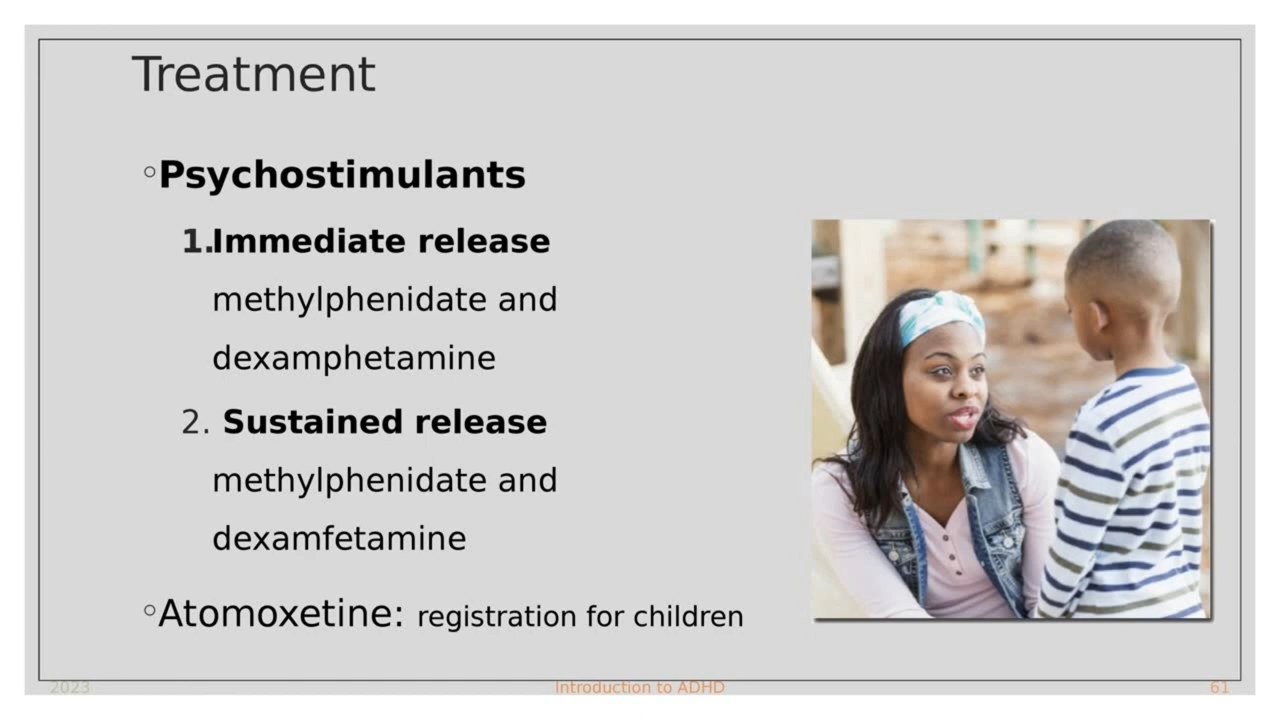 Treatment
◦Psychostimulants
1.Immediate release
methylphenidate and
dexamphetamine
2. Sustained release
methylphenidate and
dexamfetamine
◦Atomoxetine: registration for children
2023 Introduction to ADHD 61